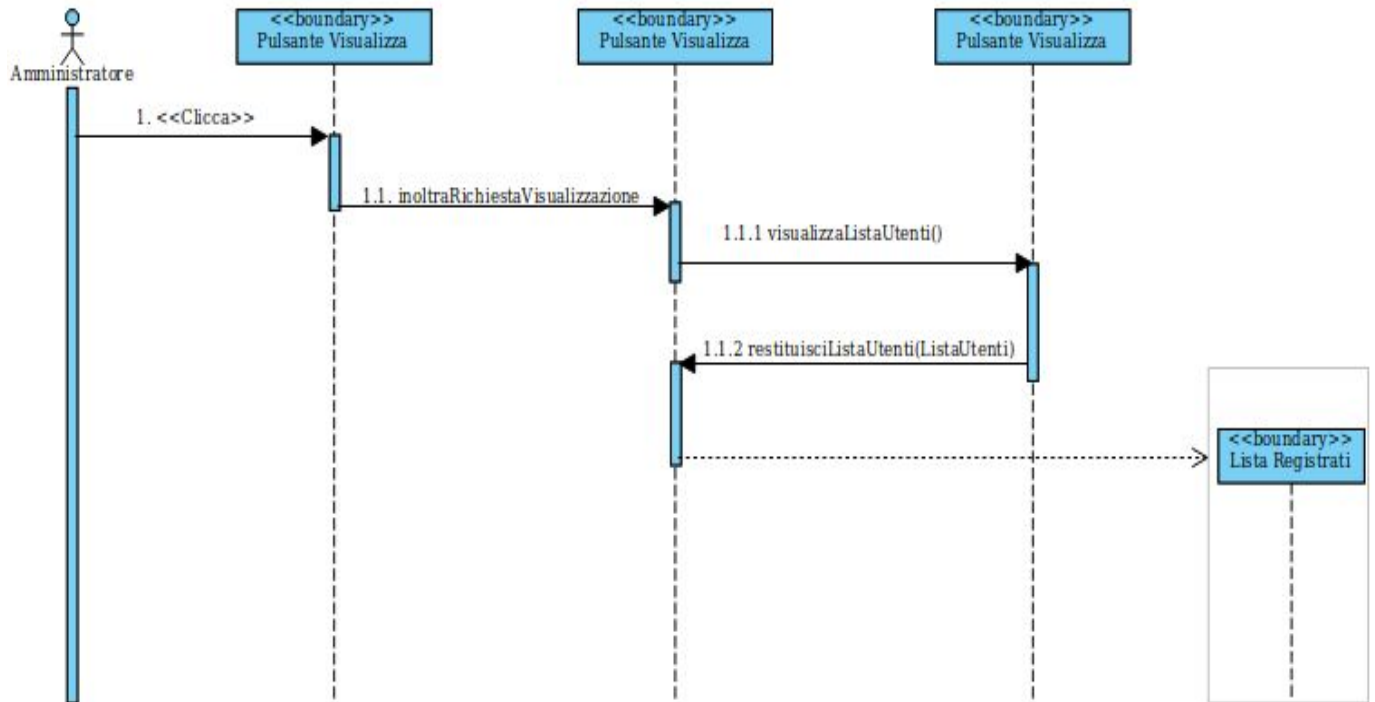 <<boundary>>
Pulsante Visualizza
<<boundary>>
Pulsante Visualizza
<<boundary>>
Pulsante Visualizza
Amministratore
1. <<Clicca>>
1.1. inoltraRichiestaVisualizzazione
1.1.1 visualizzaListaUtenti()
1.1.2 restituisciListaUtenti(ListaUtenti)
<<boundary>>
Lista Registrati